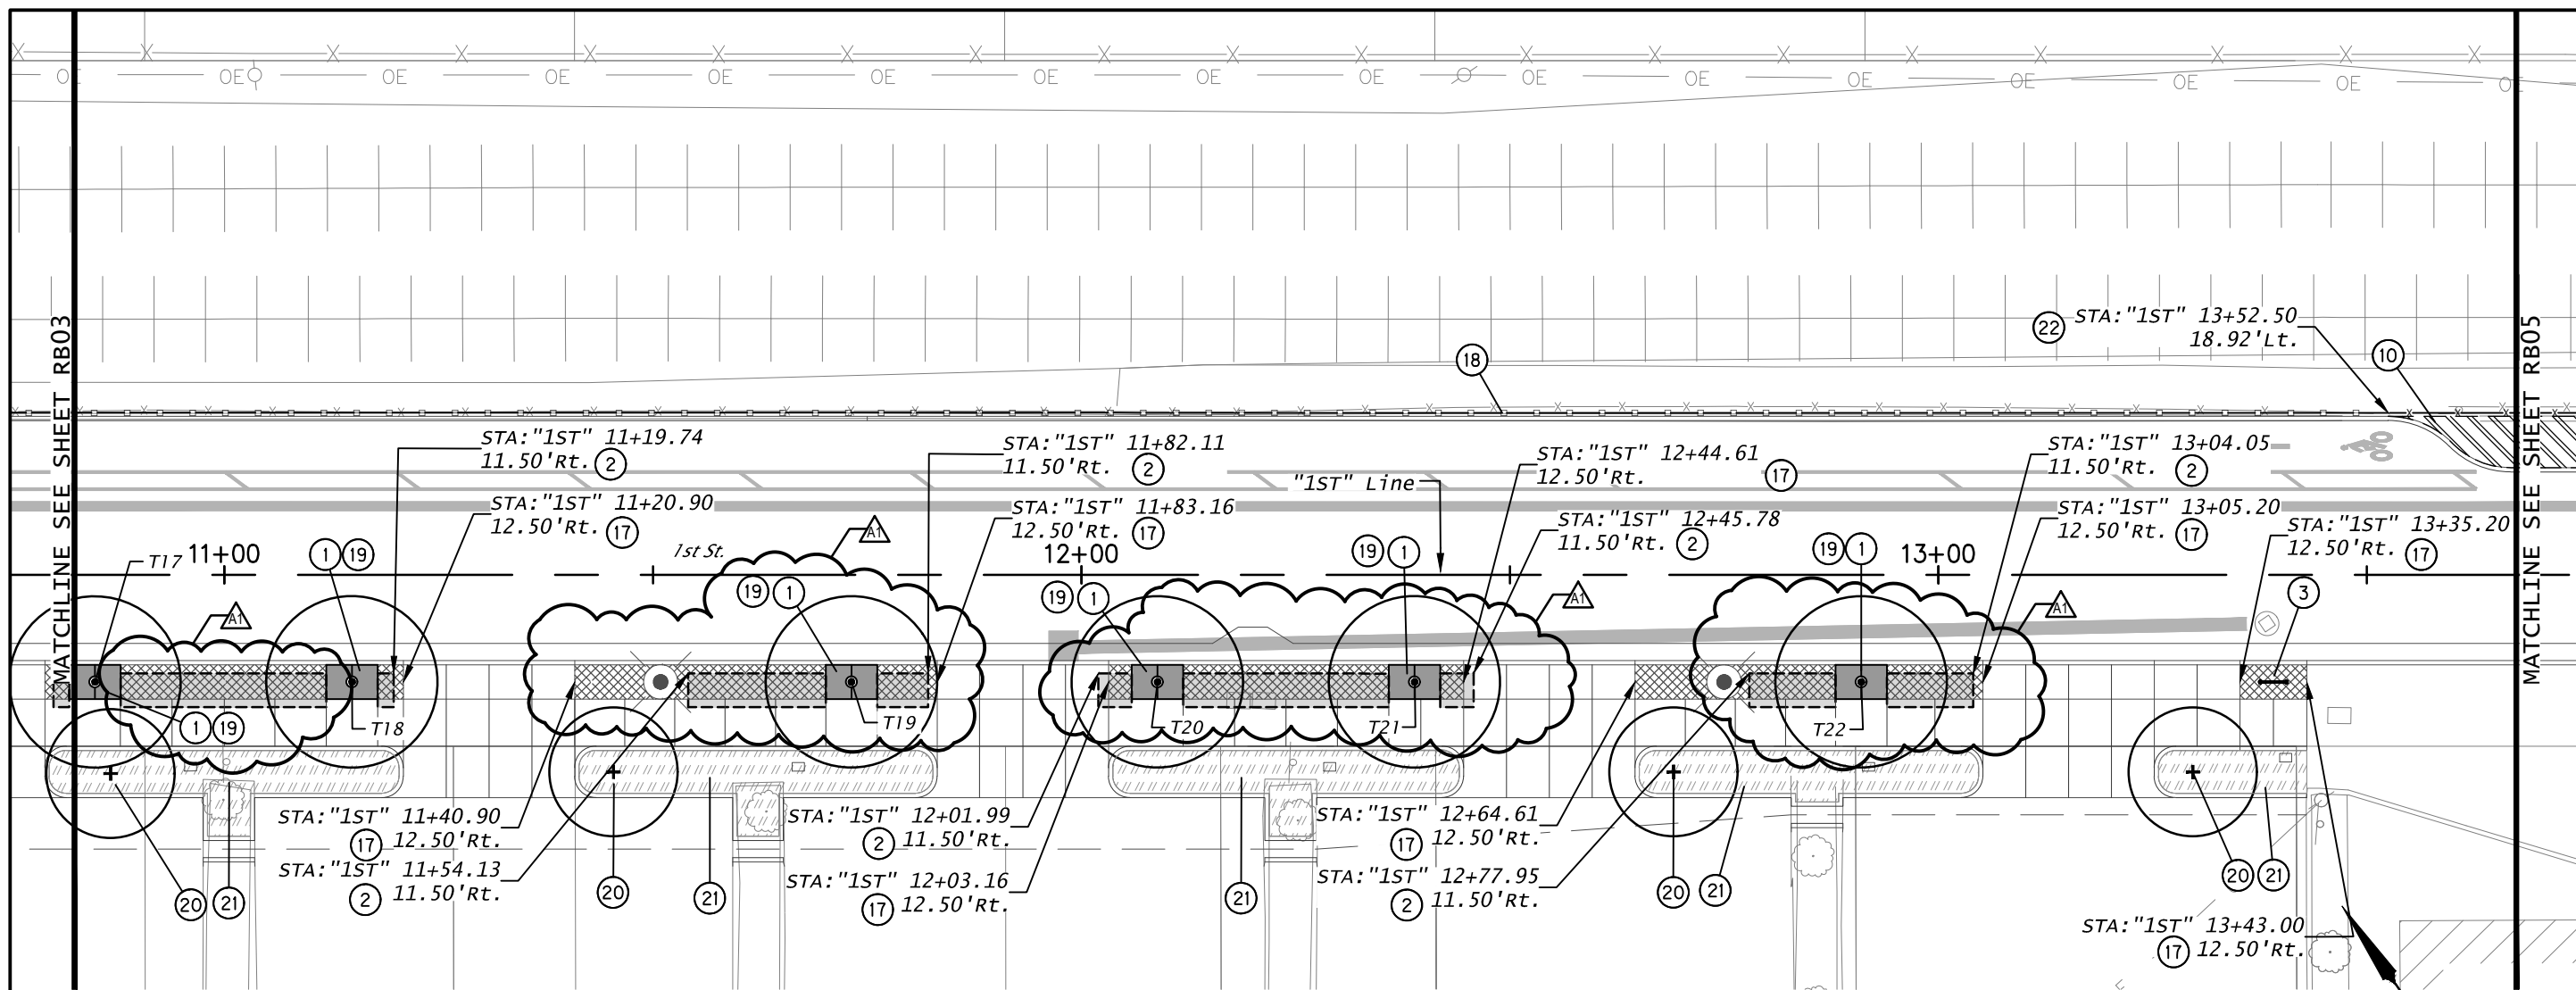 OE OE OE OE OE OE OE OE OE OE OE OE OE OE OE OE
MATCHLINE SEE SHEET RB03
MATCHLINE SEE SHEET RB05
22 STA:"1ST" 13+52.50
18.92'Lt.
18
10
STA:"1ST" 11+19.74
11.50'Rt. 2
STA:"1ST" 11+20.90
12.50'Rt. 17
STA:"1ST" 11+82.11
11.50'Rt. 2
STA:"1ST" 11+83.16
12.50'Rt. 17
"1ST" Line
STA:"1ST" 12+44.61
12.50'Rt. 17
STA:"1ST" 12+45.78
11.50'Rt. 2
STA:"1ST" 13+04.05
11.50'Rt. 2
STA:"1ST" 13+05.20
12.50'Rt. 17
STA:"1ST" 13+35.20
12.50'Rt. 17
T17
11+00
1 19
1st St.
A1
12+00
19 1
A1
19 1
13+00
A1
19 1
19 1
A1
3
1 19
T18
T19
T20
T21
T22
STA:"1ST" 11+40.90
17 12.50'Rt.
STA:"1ST" 11+54.13
2 11.50'Rt.
STA:"1ST" 12+01.99
2 11.50'Rt.
STA:"1ST" 12+03.16
17 12.50'Rt.
STA:"1ST" 12+64.61
17 12.50'Rt.
STA:"1ST" 12+77.95
2 11.50'Rt.
20 21
20
21
21
20 21
20 21
STA:"1ST" 13+43.00
17 12.50'Rt.